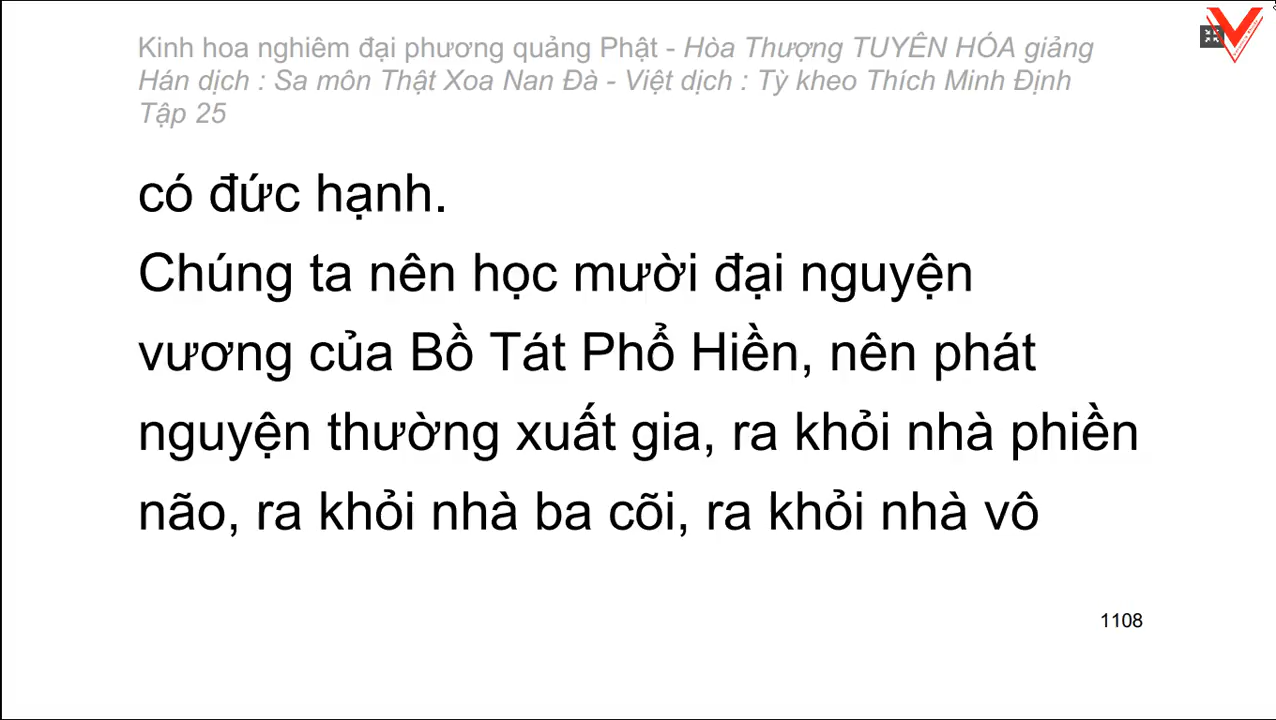 Kinh hoa nghiêm đại phương quảng Phật - Hòa Thượng TUYÊN HÓA giảng
Hán dịch : Sa môn Thật Xoa Nan Đà - Việt dịch : Tỳ kheo Thích Minh Định
Tập 25
có đức hạnh.
Chúng ta nên học mười đại nguyện
vương của Bồ Tát Phổ Hiền, nên phát
nguyện thường xuất gia, ra khỏi nhà phiền
não, ra khỏi nhà ba cõi, ra khỏi nhà vô
1108